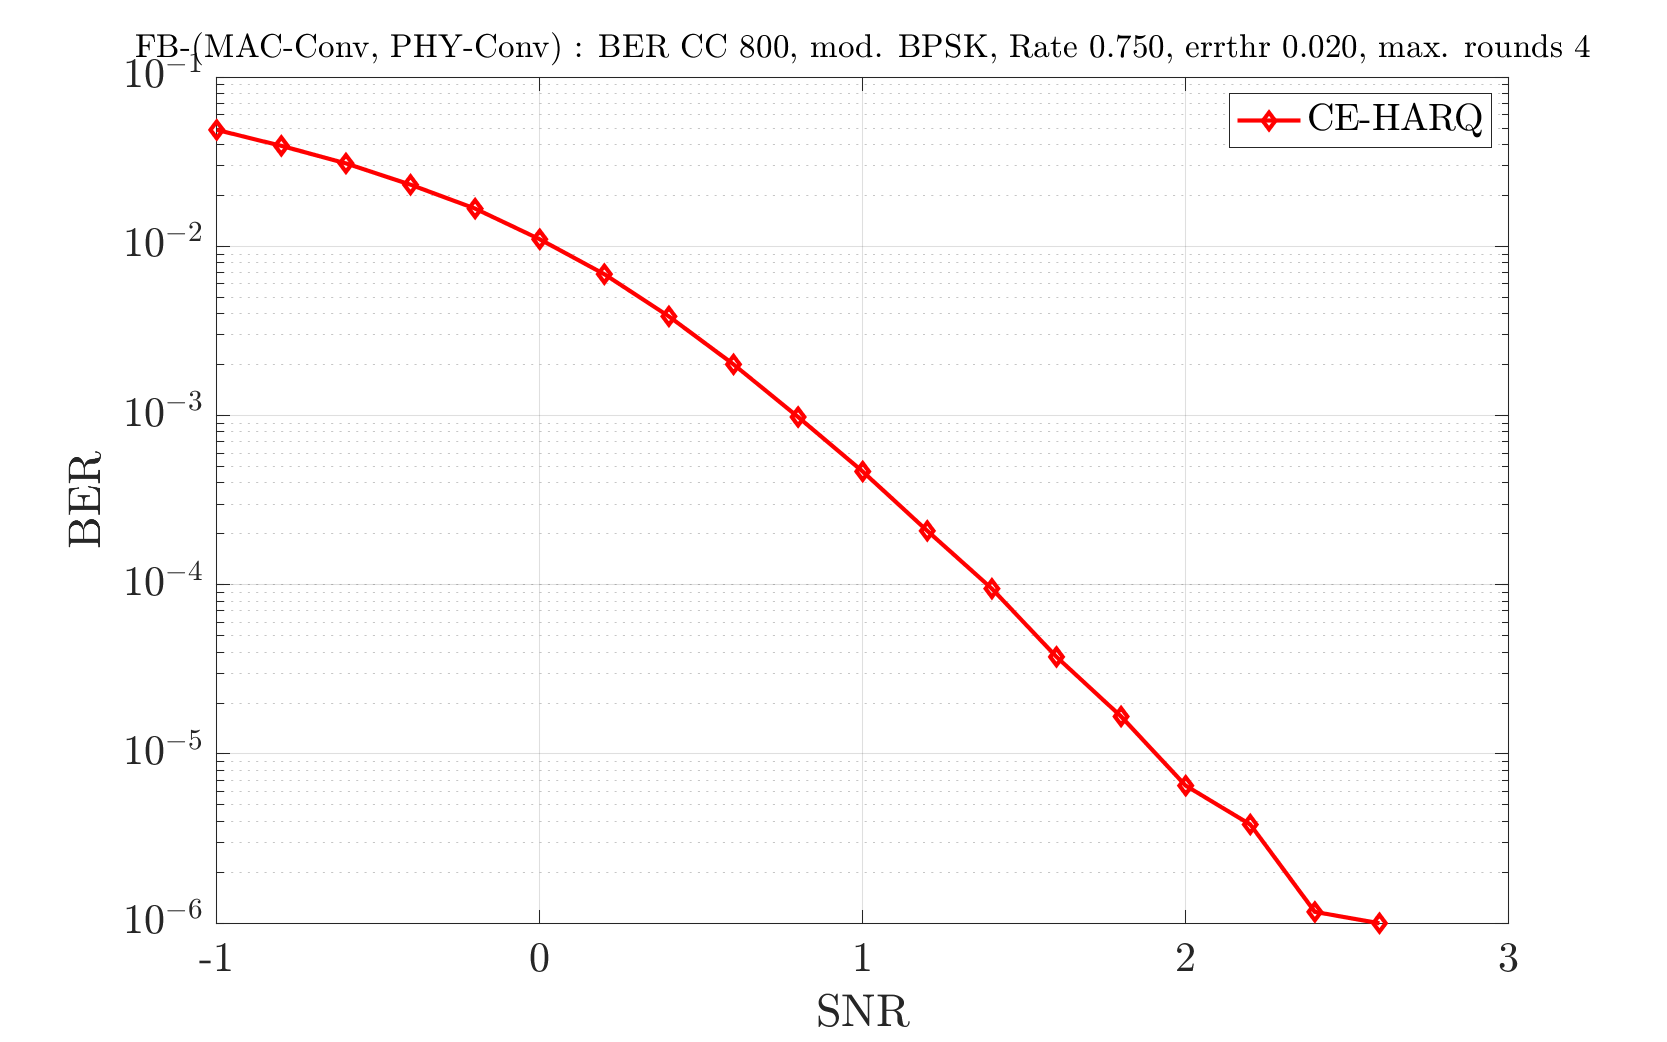 FB-(MAC-Conv, PHY-Conv) : BER CC 800, mod. BPSK, Rate 0.750, errthr 0.020, max. rounds 4
10⁻¹
CE-HARQ
10⁻²
10⁻³
BER
10⁻⁴
10⁻⁵
10⁻⁶
-1 0 1 2 3
SNR